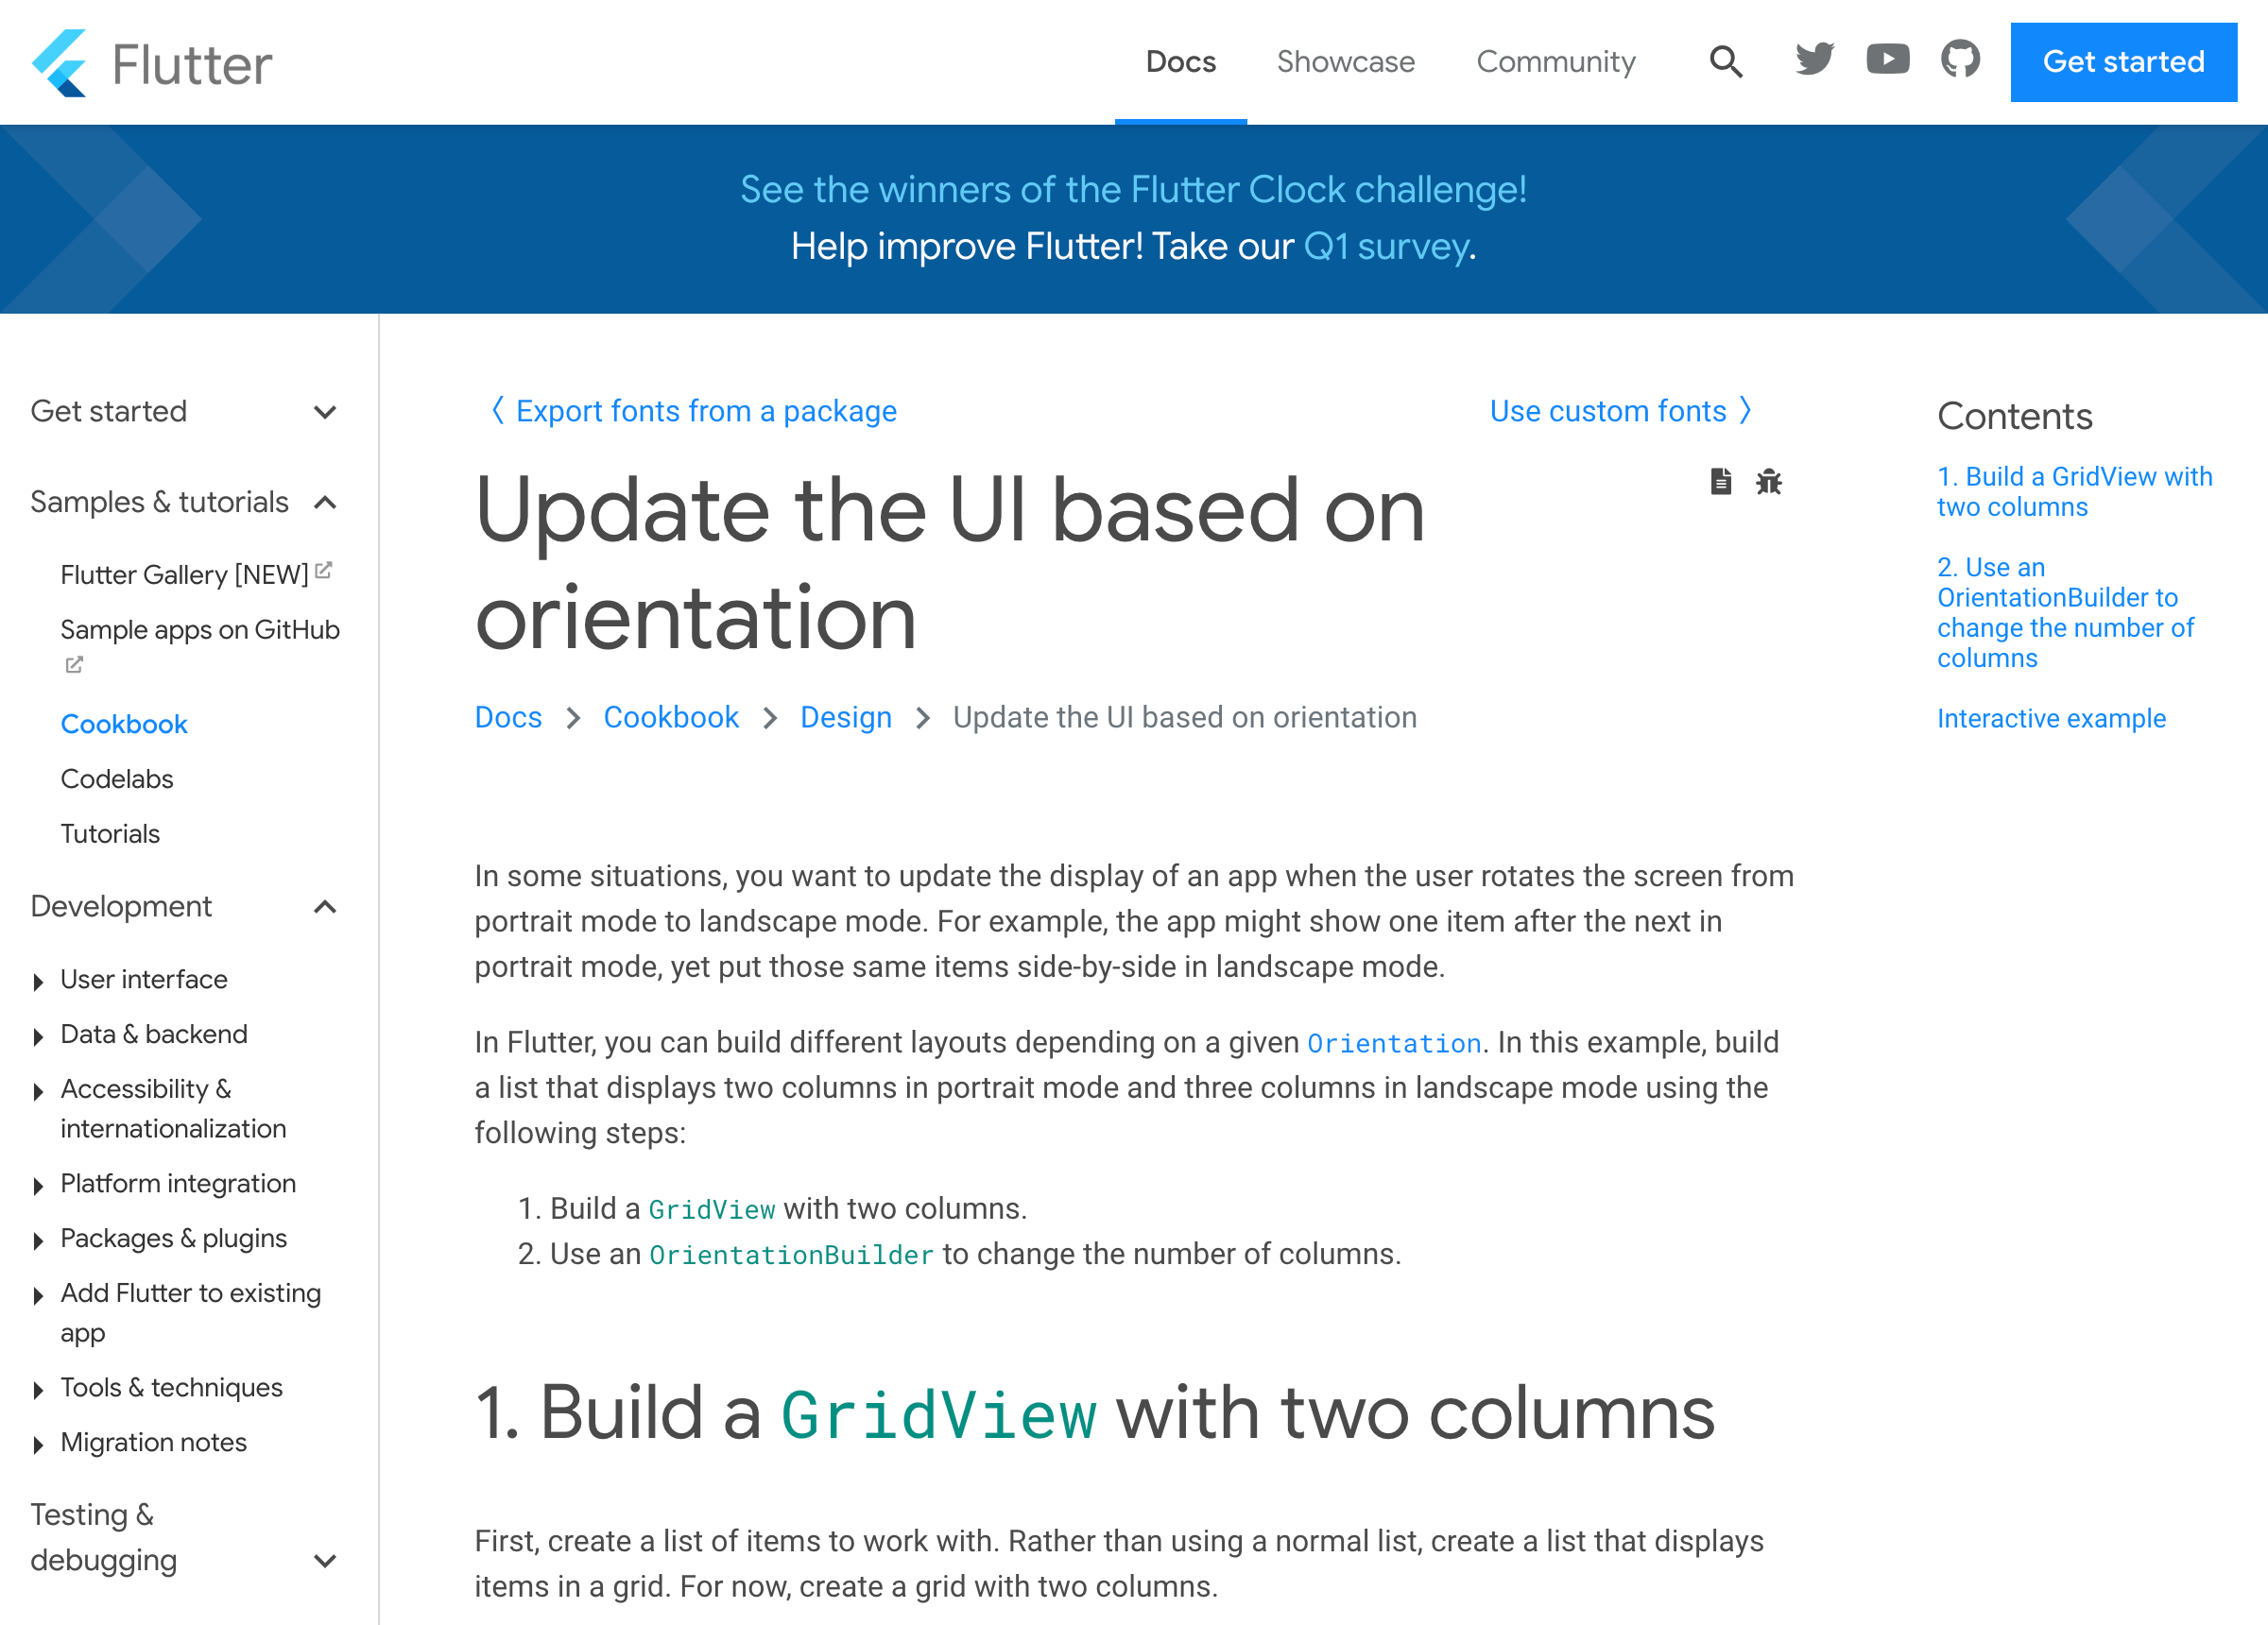 Flutter
Docs
Showcase
Community
Get started
See the winners of the Flutter Clock challenge!
Help improve Flutter! Take our Q1 survey.
Get started
Samples & tutorials
Flutter Gallery [NEW]
Sample apps on GitHub
Cookbook
Codelabs
Tutorials
Development
User interface
Data & backend
Accessibility &
internationalization
Platform integration
Packages & plugins
Add Flutter to existing
app
Tools & techniques
Migration notes
Testing &
debugging
〈 Export fonts from a package
Use custom fonts 〉
Update the UI based on
orientation
Docs > Cookbook > Design > Update the UI based on orientation
In some situations, you want to update the display of an app when the user rotates the screen from
portrait mode to landscape mode. For example, the app might show one item after the next in
portrait mode, yet put those same items side-by-side in landscape mode.
In Flutter, you can build different layouts depending on a given Orientation. In this example, build
a list that displays two columns in portrait mode and three columns in landscape mode using the
following steps:
1. Build a GridView with two columns.
2. Use an OrientationBuilder to change the number of columns.
1. Build a GridView with two columns
First, create a list of items to work with. Rather than using a normal list, create a list that displays
items in a grid. For now, create a grid with two columns.
Contents
1. Build a GridView with
two columns
2. Use an
OrientationBuilder to
change the number of
columns
Interactive example